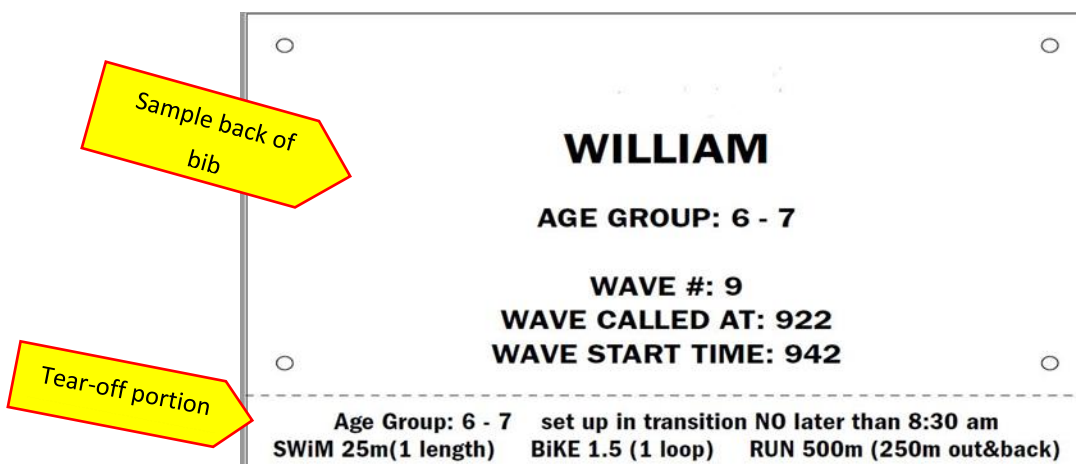 Sample back of
bib
WILLIAM
AGE GROUP: 6 - 7
WAVE #: 9
WAVE CALLED AT: 922
WAVE START TIME: 942
Tear-off portion
Age Group: 6 - 7 set up in transition NO later than 8:30 am
SWiM 25m(1 length) BiKE 1.5 (1 loop) RUN 500m (250m out&back)